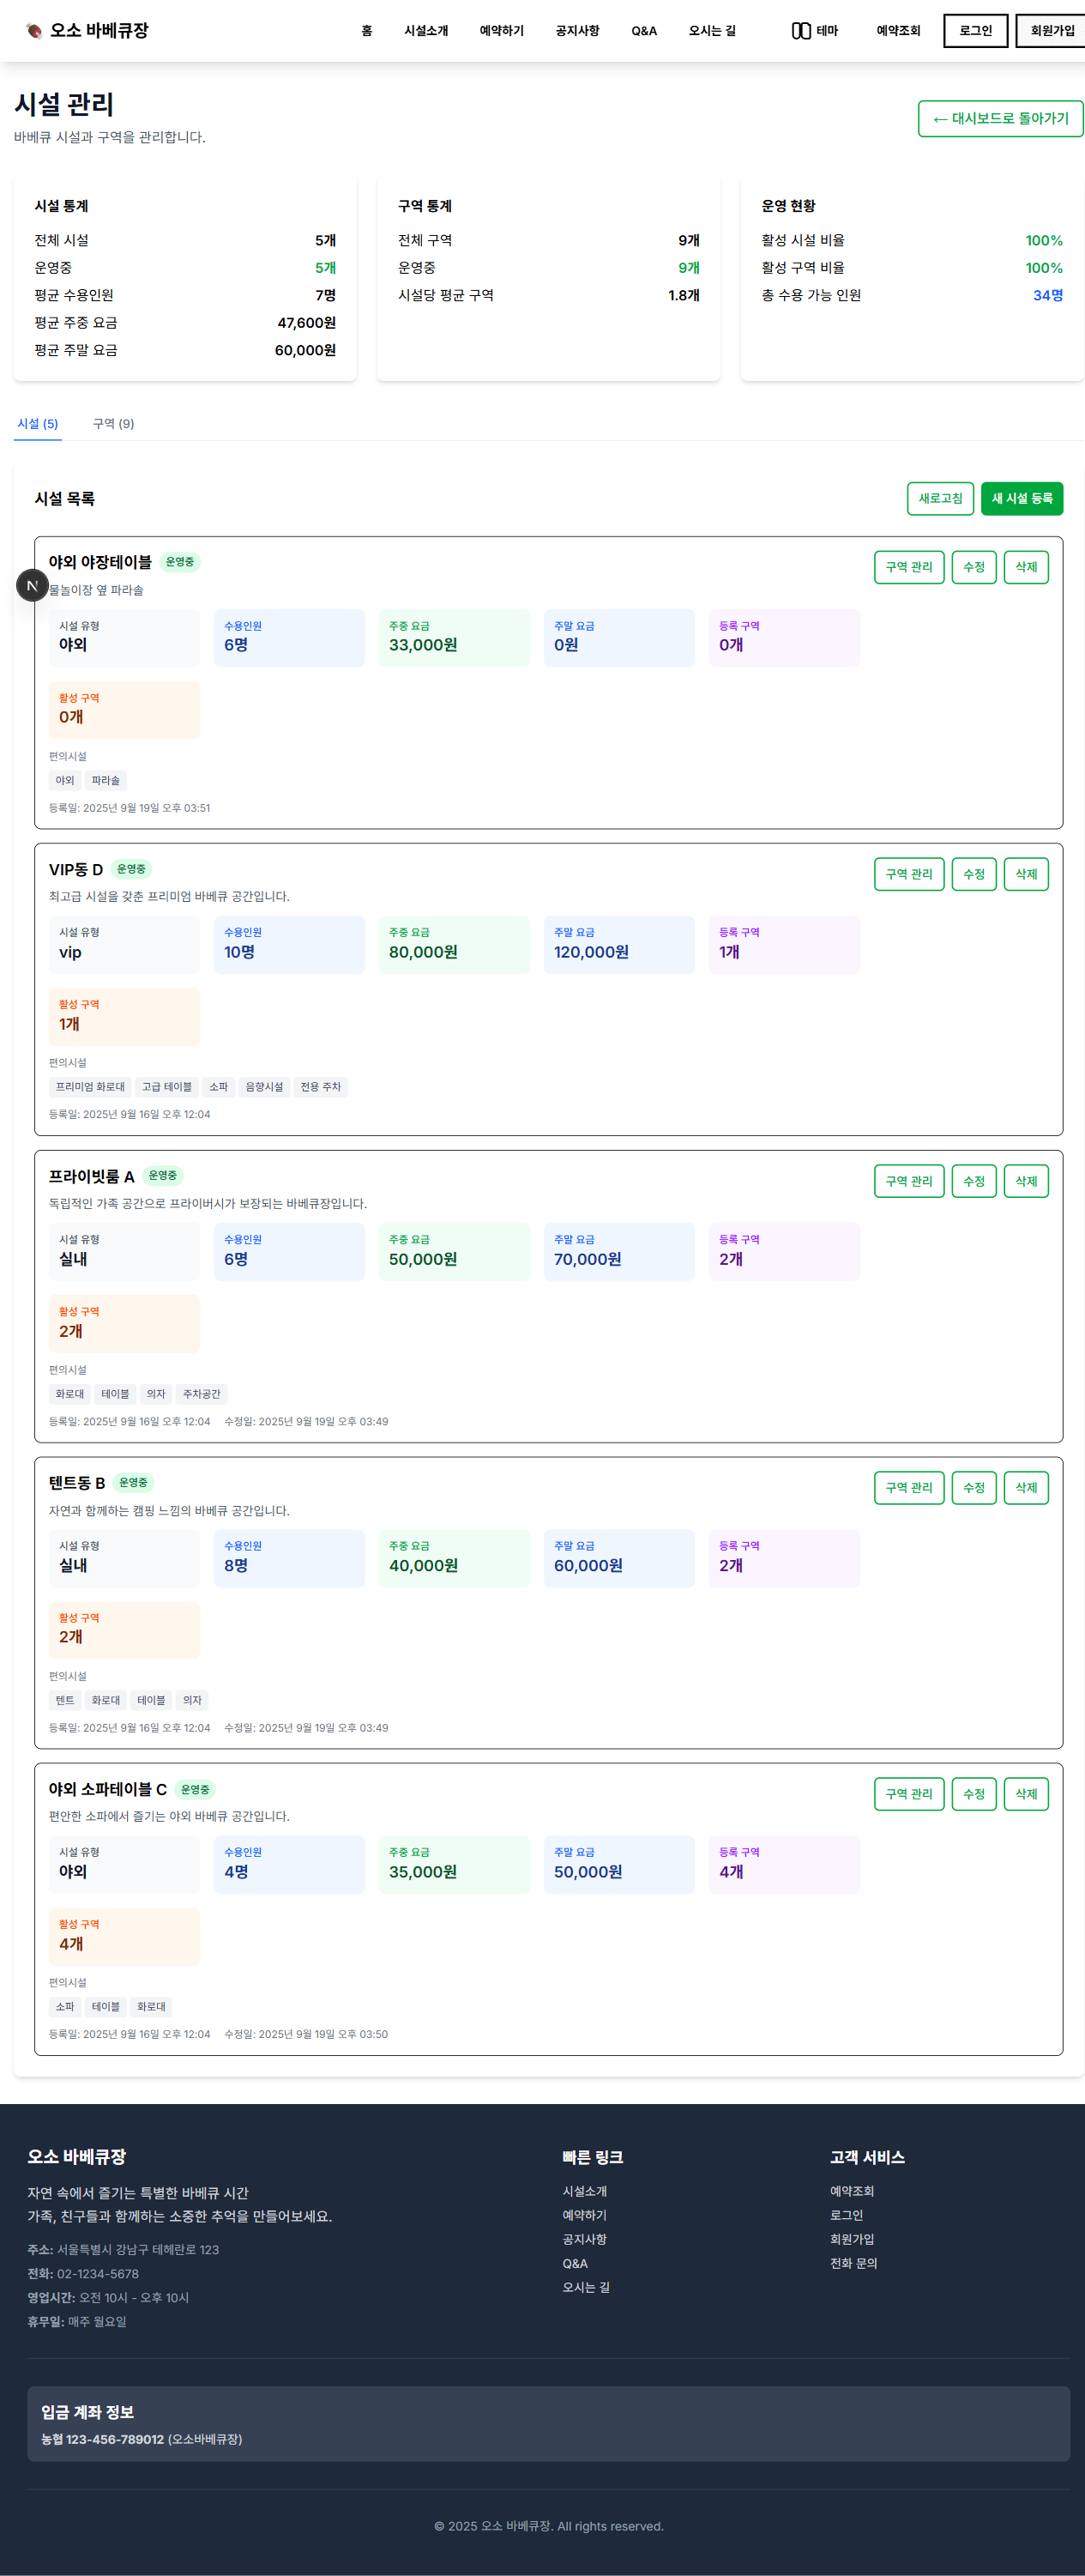 오소 바베큐장 홈 시설소개 예약하기 공지사항 Q&A 오시는 길 테마 예약조회 로그인 회원가입
시설 관리
바베큐 시설과 구역을 관리합니다.
← 대시보드로 돌아가기
시설 통계
전체 시설 5개
운영중 5개
평균 수용인원 7명
평균 주중 요금 47,600원
평균 주말 요금 60,000원
구역 통계
전체 구역 9개
운영중 9개
시설당 평균 구역 1.8개
운영 현황
활성 시설 비율 100%
활성 구역 비율 100%
총 수용 가능 인원 34명
시설 (5) 구역 (9)
시설 목록 새로고침 새 시설 등록
야외 야장테이블 운영중 구역 관리 수정 삭제
N
물놀이장 옆 파라솔
시설 유형 수용인원 주중 요금 주말 요금 등록 구역
야외 6명 33,000원 0원 0개
활성 구역
0개
편의시설
야외 파라솔
등록일: 2025년 9월 19일 오후 03:51
VIP동 D 운영중 구역 관리 수정 삭제
최고급 시설을 갖춘 프리미엄 바베큐 공간입니다.
시설 유형 수용인원 주중 요금 주말 요금 등록 구역
vip 10명 80,000원 120,000원 1개
활성 구역
1개
편의시설
프리미엄 화로대 고급 테이블 소파 음향시설 전용 주차
등록일: 2025년 9월 16일 오후 12:04
프라이빗룸 A 운영중 구역 관리 수정 삭제
독립적인 가족 공간으로 프라이버시가 보장되는 바베큐장입니다.
시설 유형 수용인원 주중 요금 주말 요금 등록 구역
실내 6명 50,000원 70,000원 2개
활성 구역
2개
편의시설
화로대 테이블 의자 주차공간
등록일: 2025년 9월 16일 오후 12:04 수정일: 2025년 9월 19일 오후 03:49
텐트동 B 운영중 구역 관리 수정 삭제
자연과 함께하는 캠핑 느낌의 바베큐 공간입니다.
시설 유형 수용인원 주중 요금 주말 요금 등록 구역
실내 8명 40,000원 60,000원 2개
활성 구역
2개
편의시설
텐트 화로대 테이블 의자
등록일: 2025년 9월 16일 오후 12:04 수정일: 2025년 9월 19일 오후 03:49
야외 소파테이블 C 운영중 구역 관리 수정 삭제
편안한 소파에서 즐기는 야외 바베큐 공간입니다.
시설 유형 수용인원 주중 요금 주말 요금 등록 구역
야외 4명 35,000원 50,000원 4개
활성 구역
4개
편의시설
소파 테이블 화로대
등록일: 2025년 9월 16일 오후 12:04 수정일: 2025년 9월 19일 오후 03:50
오소 바베큐장
자연 속에서 즐기는 특별한 바베큐 시간
가족, 친구들과 함께하는 소중한 추억을 만들어보세요.
주소: 서울특별시 강남구 테헤란로 123
전화: 02-1234-5678
영업시간: 오전 10시 - 오후 10시
휴무일: 매주 월요일
빠른 링크
시설소개
예약하기
공지사항
Q&A
오시는 길
고객 서비스
예약조회
로그인
회원가입
전화 문의
입금 계좌 정보
농협 123-456-789012 (오소바베큐장)
© 2025 오소 바베큐장. All rights reserved.